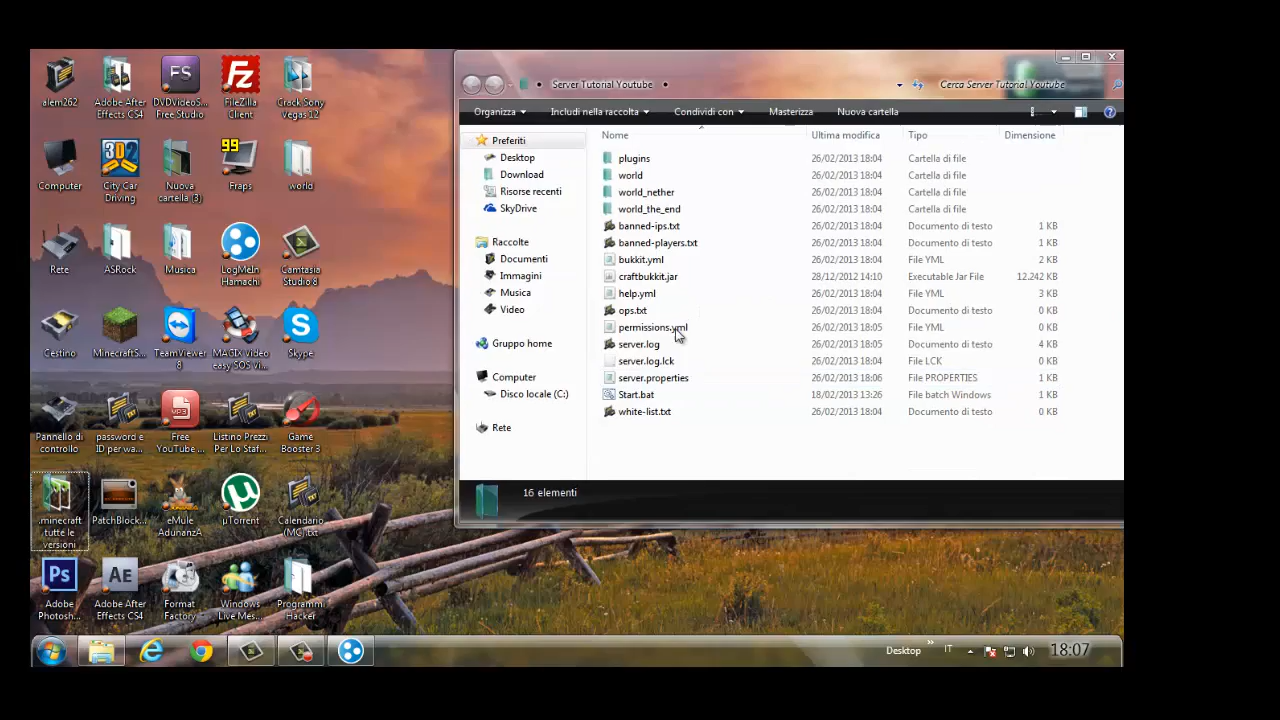 alem262
Adobe After Effects CS4
DVDVideoS... Free Studio
FileZilla Client
Crack Sony Vegas 12
Computer
City Car Driving
Nuova cartella (3)
99
Fraps
world
Rete
ASRock
Musica
LogMeIn Hamachi
Camtasia Studio 8
Cestino
MinecraftS...
TeamViewer 8
MAGIX video easy SOS vi...
Skype
Pannello di controllo
password e ID per wa...
Free YouTube ...
Listino Prezzi Per Lo Staf...
Game Booster 3
.minecraft tutte le versioni
PatchBlock...
eMule AdunanzA
µTorrent
Calendario (MC).txt
Adobe Photosh...
Adobe After Effects CS4
Format Factory
Windows Live Mes...
Programmi Hacker
Server Tutorial Youtube
Cerca Server Tutorial Youtube
Organizza Includi nella raccolta Condividi con Masterizza Nuova cartella
Preferiti
Desktop
Download
Risorse recenti
SkyDrive
Raccolte
Documenti
Immagini
Musica
Video
Gruppo home
Computer
Disco locale (C:)
Rete
Nome Ultima modifica Tipo Dimensione
plugins 26/02/2013 18:04 Cartella di file
world 26/02/2013 18:04 Cartella di file
world_nether 26/02/2013 18:04 Cartella di file
world_the_end 26/02/2013 18:04 Cartella di file
banned-ips.txt 26/02/2013 18:04 Documento di testo 1 KB
banned-players.txt 26/02/2013 18:04 Documento di testo 1 KB
bukkit.yml 26/02/2013 18:04 File YML 2 KB
craftbukkit.jar 28/12/2012 14:10 Executable Jar File 12.242 KB
help.yml 26/02/2013 18:04 File YML 3 KB
ops.txt 26/02/2013 18:04 Documento di testo 0 KB
permissions.yml 26/02/2013 18:05 File YML 0 KB
server.log 26/02/2013 18:05 Documento di testo 4 KB
server.log.lck 26/02/2013 18:04 File LCK 0 KB
server.properties 26/02/2013 18:06 File PROPERTIES 1 KB
Start.bat 18/02/2013 13:26 File batch Windows 1 KB
white-list.txt 26/02/2013 18:04 Documento di testo 0 KB
16 elementi
Desktop » IT 18:07